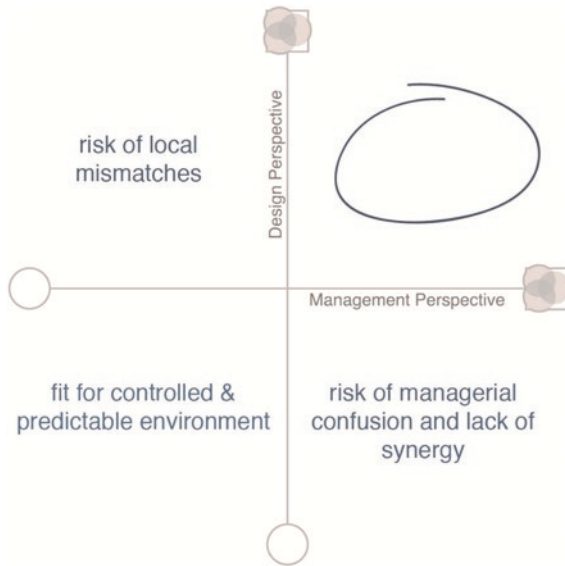 risk of local
mismatches
Design Perspective
Management Perspective
fit for controlled &
predictable environment
risk of managerial
confusion and lack of
synergy